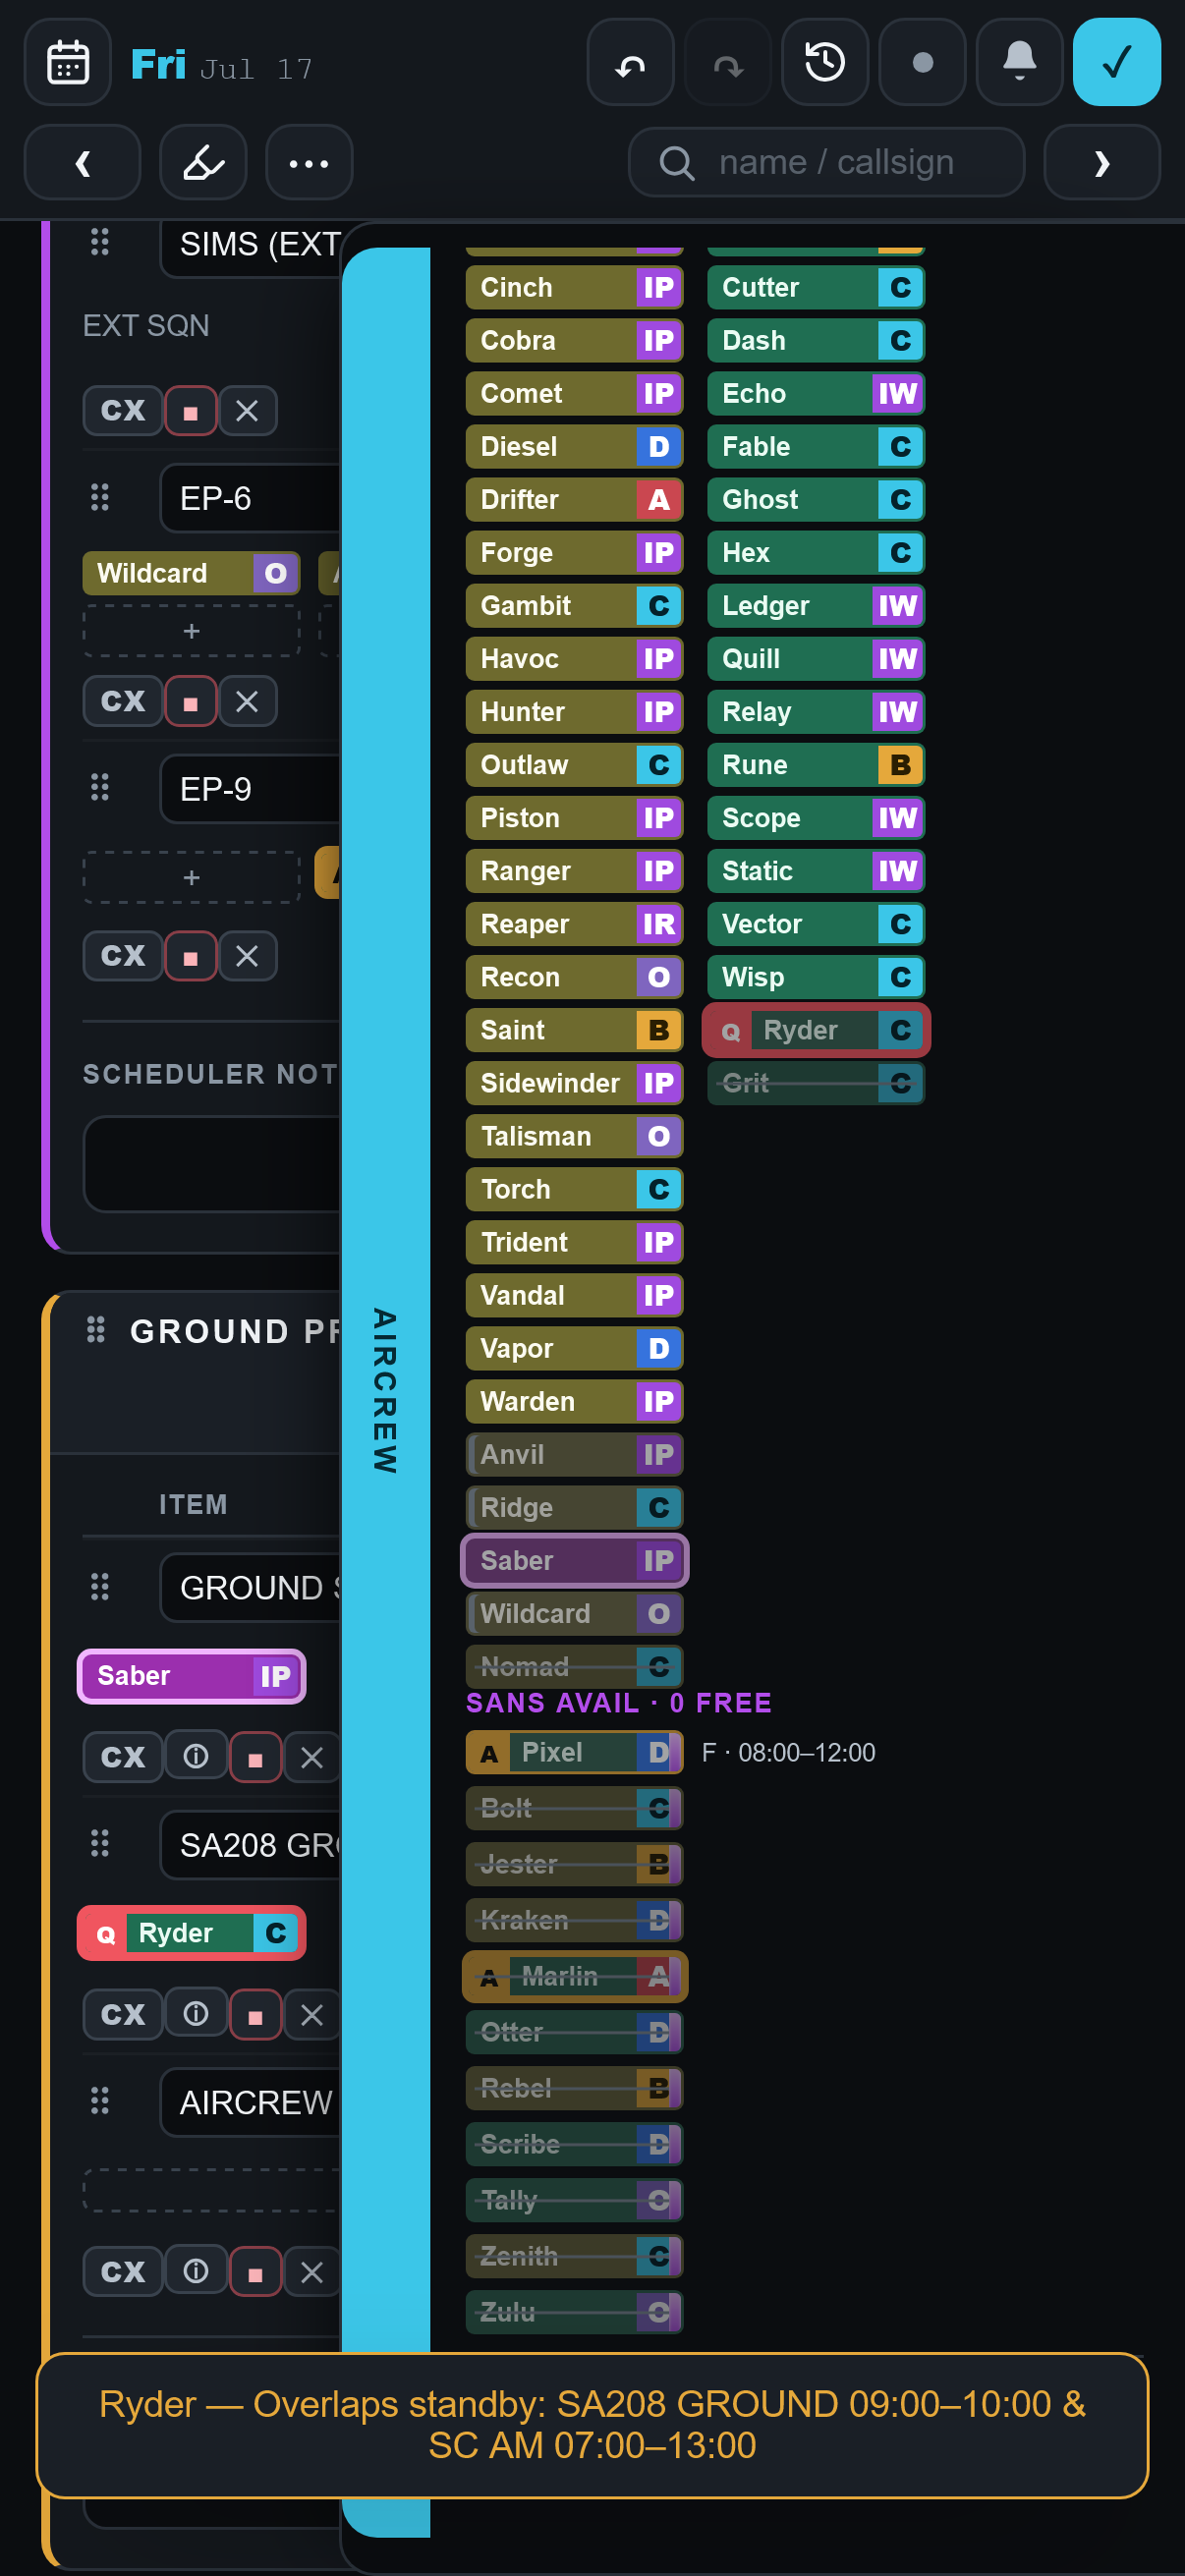 Fri Jul 17
name / callsign
SIMS (EXT
EXT SQN
CX
EP-6
Wildcard O
+
CX
EP-9
+
CX
SCHEDULER NOT
GROUND PR
ITEM
GROUND S
Saber IP
CX
SA208 GRO
Q Ryder C
CX
AIRCREW
CX
AIRCREW
Cinch IP
Cobra IP
Comet IP
Diesel D
Drifter A
Forge IP
Gambit C
Havoc IP
Hunter IP
Outlaw C
Piston IP
Ranger IP
Reaper IR
Recon O
Saint B
Sidewinder IP
Talisman O
Torch C
Trident IP
Vandal IP
Vapor D
Warden IP
Anvil IP
Ridge C
Saber IP
Wildcard O
Nomad C
Cutter C
Dash C
Echo IW
Fable C
Ghost C
Hex C
Ledger IW
Quill IW
Relay IW
Rune B
Scope IW
Static IW
Vector C
Wisp C
Q Ryder C
Grit C
SANS AVAIL · 0 FREE
A Pixel D F · 08:00–12:00
Bolt C
Jester B
Kraken D
A Marlin A
Otter D
Rebel B
Scribe D
Tally O
Zenith C
Zulu O
Ryder — Overlaps standby: SA208 GROUND 09:00–10:00 &
SC AM 07:00–13:00